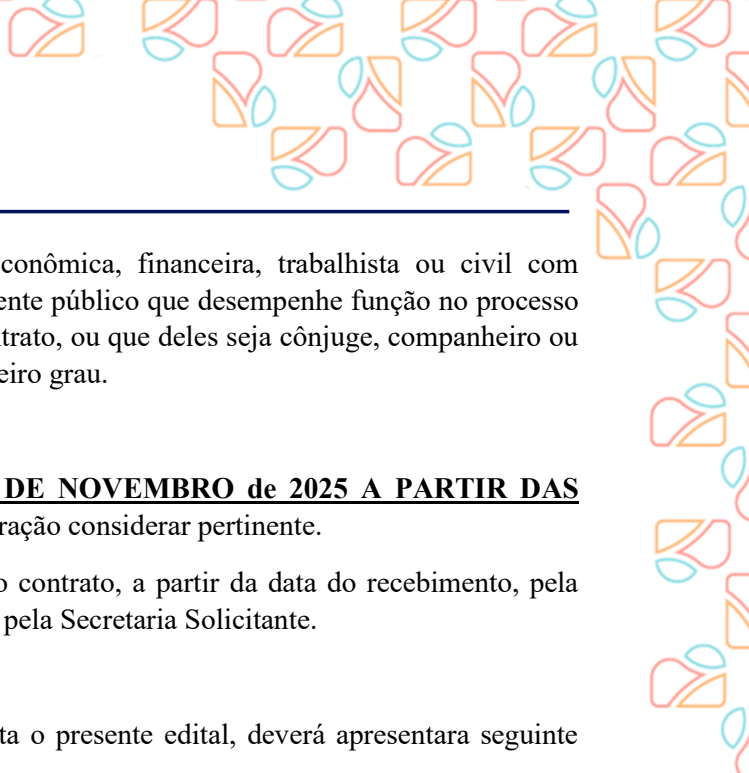 conômica, financeira, trabalhista ou civil com
ente público que desempenhe função no processo
trato, ou que deles seja cônjuge, companheiro ou
eiro grau.
DE NOVEMBRO de 2025 A PARTIR DAS
ração considerar pertinente.
o contrato, a partir da data do recebimento, pela
pela Secretaria Solicitante.
ta o presente edital, deverá apresentara seguinte